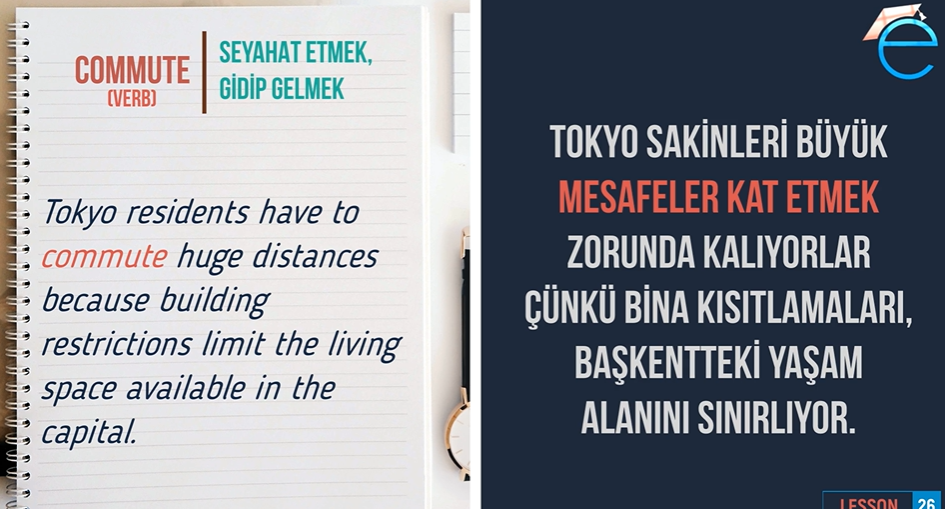 COMMUTE
(VERB)
SEYAHAT ETMEK,
GİDİP GELMEK
Tokyo residents have to
commute huge distances
because building
restrictions limit the living
space available in the
capital.
e
TOKYO SAKİNLERİ BÜYÜK
MESAFELER KAT ETMEK
ZORUNDA KALIYORLAR
ÇÜNKÜ BİNA KISITLAMALARI,
BAŞKENTTEKİ YAŞAM
ALANINI SINIRLIYOR.
LESSON 26